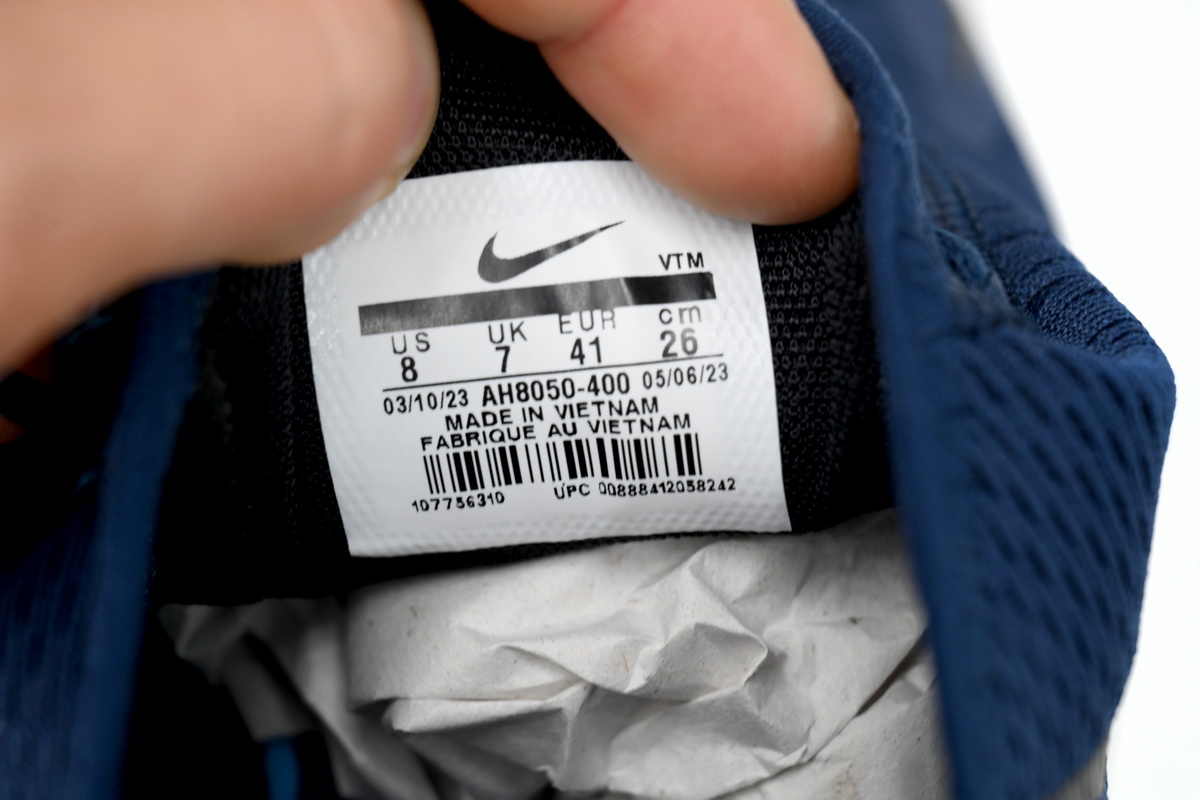 VTM
US UK EUR cm
8 7 41 26
03/10/23 AH8050-400 05/06/23
MADE IN VIETNAM
FABRIQUE AU VIETNAM
107756310 UPC 00888412058242